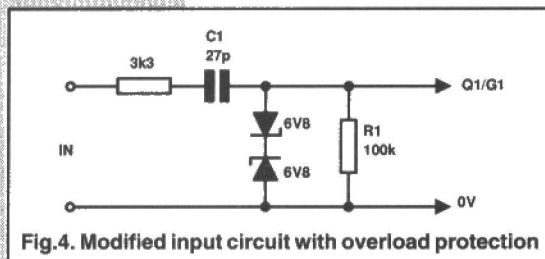 C1
3k3
27p
Q1/G1
6V8
R1
IN
100k
6V8
0V
Fig.4. Modified input circuit with overload protection